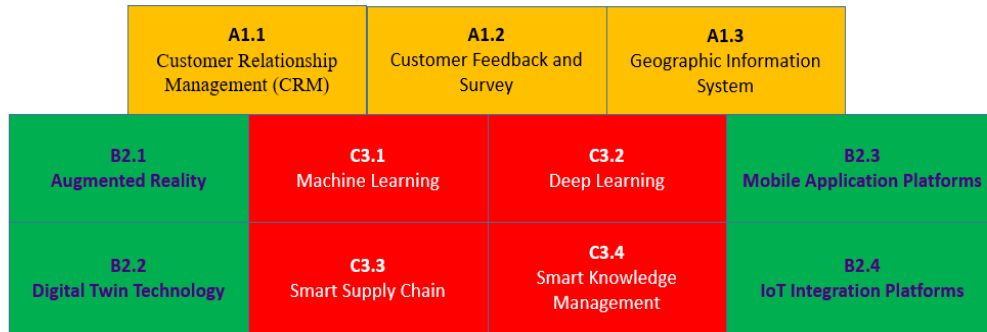 A1.1
Customer Relationship
Management (CRM)
A1.2
Customer Feedback and
Survey
A1.3
Geographic Information
System
B2.1
Augmented Reality
C3.1
Machine Learning
C3.2
Deep Learning
B2.3
Mobile Application Platforms
B2.2
Digital Twin Technology
C3.3
Smart Supply Chain
C3.4
Smart Knowledge
Management
B2.4
IoT Integration Platforms